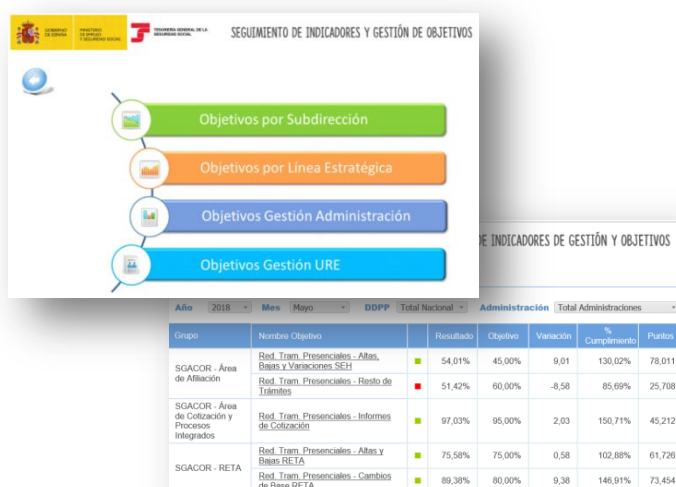 GOBIERNO
DE ESPAÑA
MINISTERIO
DE EMPLEO
Y SEGURIDAD SOCIAL
TESORERÍA GENERAL DE LA
SEGURIDAD SOCIAL
SEGUIMIENTO DE INDICADORES Y GESTIÓN DE OBJETIVOS
Objetivos por Subdirección
Objetivos por Línea Estratégica
Objetivos Gestión Administración
Objetivos Gestión URE
DE INDICADORES DE GESTIÓN Y OBJETIVOS
Año 2018 Mes Mayo DDPP Total Nacional Administración Total Administraciones
Grupo Nombre Objetivo Resultado Objetivo Variación % Cumplimiento Puntos
SGACOR - Área
de Afiliación
Red. Tram. Presenciales - Altas,
Bajas y Variaciones SEH
54,01% 45,00% 9,01 130,02% 78,011
Red. Tram. Presenciales - Resto de
Trámites
51,42% 60,00% -8,58 85,69% 25,708
SGACOR - Área
de Cotización y
Procesos
Integrados
Red. Tram. Presenciales - Informes
de Cotización
97,03% 95,00% 2,03 150,71% 45,212
SGACOR - RETA
Red. Tram. Presenciales - Altas y
Bajas RETA
75,58% 75,00% 0,58 102,88% 61,726
Red. Tram. Presenciales - Cambios
de Base RETA
89,38% 80,00% 9,38 146,91% 73,454